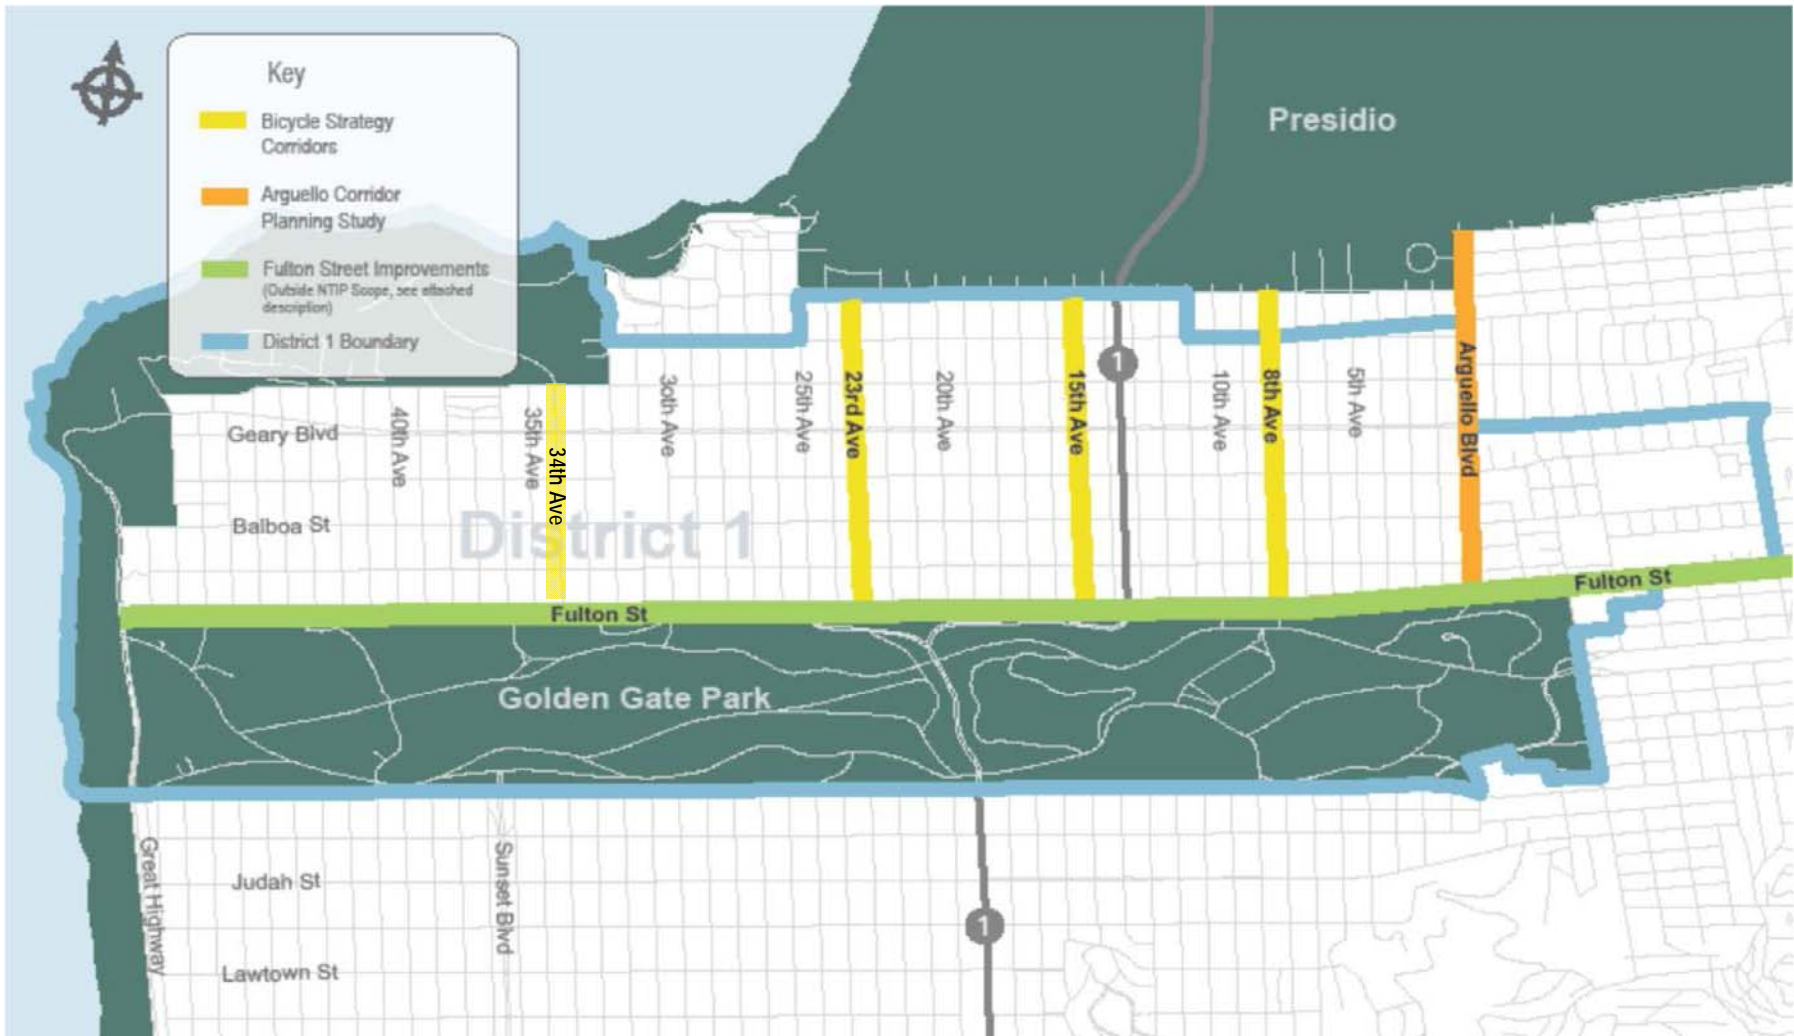 Key
Bicycle Strategy
Corridors
Arguello Corridor
Planning Study
Fulton Street Improvements
(Outside NTIP Scope, see attached
description)
District 1 Boundary
Presidio
1
Geary Blvd
40th Ave
35th Ave
34th Ave
3oth Ave
25th Ave
23rd Ave
20th Ave
15th Ave
10th Ave
8th Ave
5th Ave
Arguello Blvd
Balboa St
District 1
Fulton St
Fulton St
Golden Gate Park
Great Highway
Judah St
Sunset Blvd
1
Lawtown St